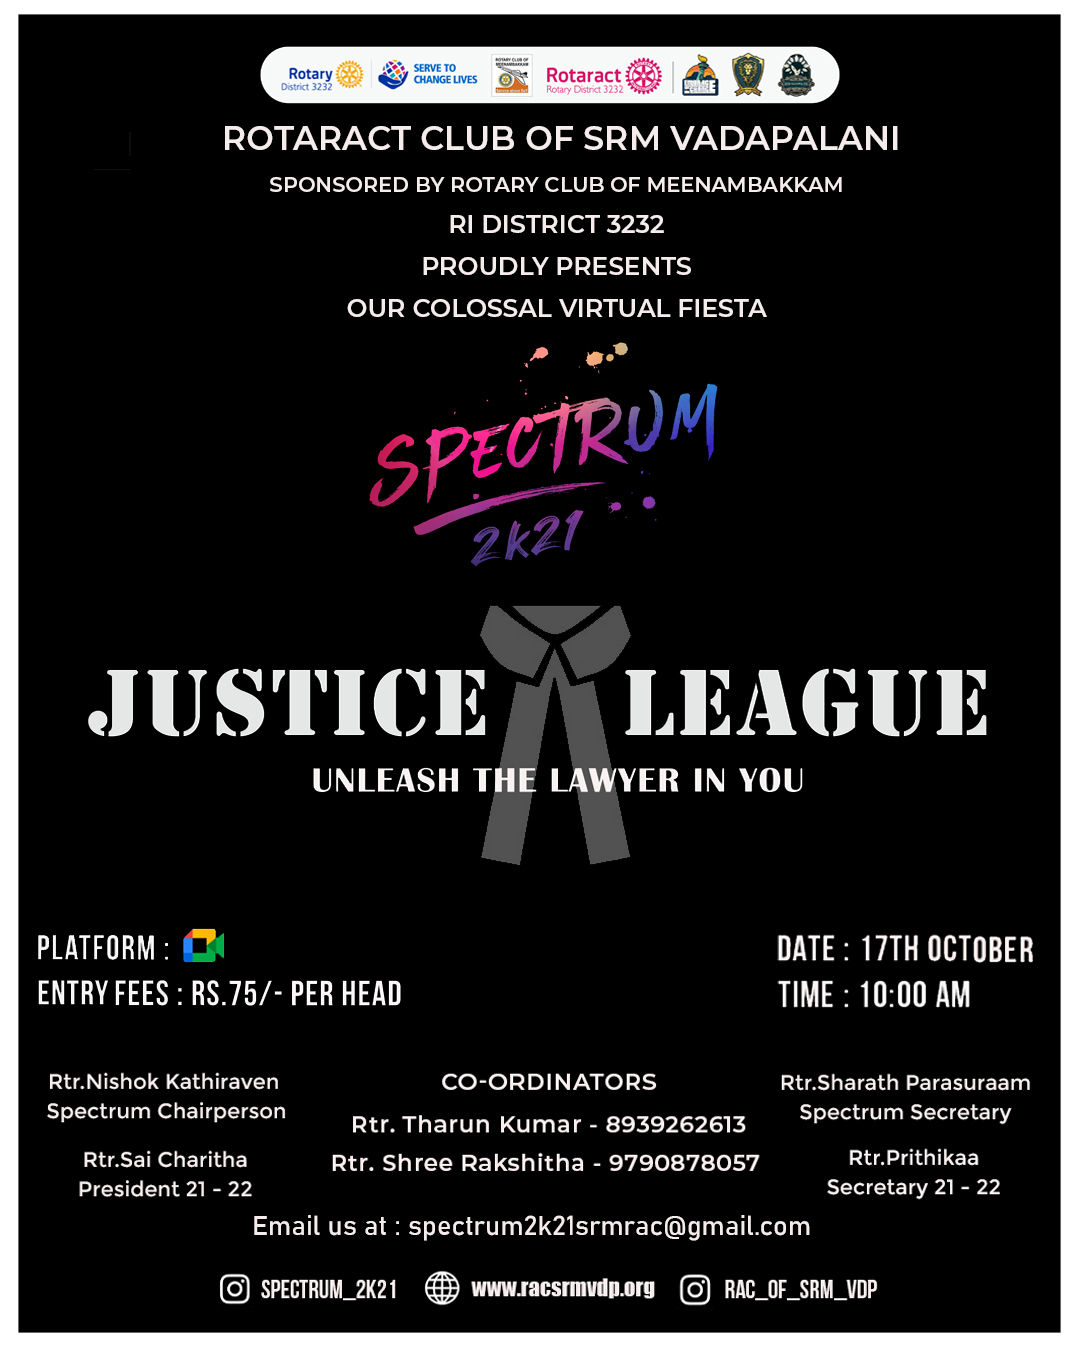 Rotary
District 3232
SERVE TO
CHANGE LIVES
ROTARY CLUB OF
MEENAMBAKKAM
Rotaract
Rotary District 3232
ROTARACT CLUB OF SRM VADAPALANI
SPONSORED BY ROTARY CLUB OF MEENAMBAKKAM
RI DISTRICT 3232
PROUDLY PRESENTS
OUR COLOSSAL VIRTUAL FIESTA
SPECTRUM
2K21
JUSTICE LEAGUE
UNLEASH THE LAWYER IN YOU
PLATFORM :
ENTRY FEES : RS.75/- PER HEAD
DATE : 17TH OCTOBER
TIME : 10:00 AM
Rtr.Nishok Kathiraven
Spectrum Chairperson
Rtr.Sai Charitha
President 21 - 22
CO-ORDINATORS
Rtr. Tharun Kumar - 8939262613
Rtr. Shree Rakshitha - 9790878057
Rtr.Sharath Parasuraam
Spectrum Secretary
Rtr.Prithikaa
Secretary 21 - 22
Email us at : spectrum2k21srmrac@gmail.com
SPECTRUM_2K21
www.racsrmvdp.org
RAC_OF_SRM_VDP